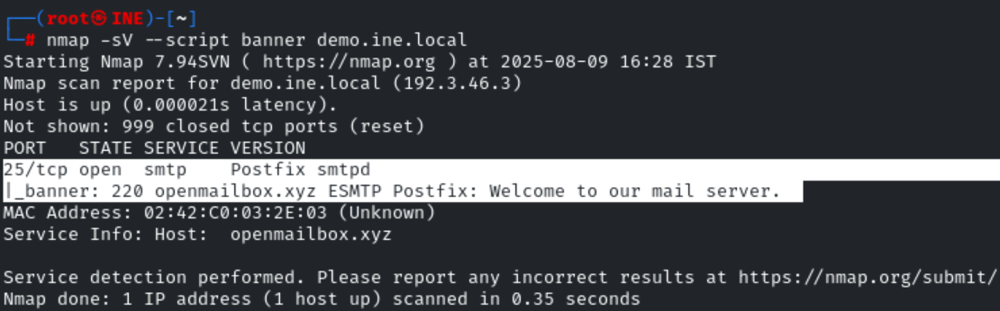 ┌──(root㉿INE)-[~]
└─# nmap -sV --script banner demo.ine.local
Starting Nmap 7.94SVN ( https://nmap.org ) at 2025-08-09 16:28 IST
Nmap scan report for demo.ine.local (192.3.46.3)
Host is up (0.000021s latency).
Not shown: 999 closed tcp ports (reset)
PORT   STATE SERVICE VERSION
25/tcp open  smtp    Postfix smtpd
|_banner: 220 openmailbox.xyz ESMTP Postfix: Welcome to our mail server.
MAC Address: 02:42:C0:03:2E:03 (Unknown)
Service Info: Host:  openmailbox.xyz
Service detection performed. Please report any incorrect results at https://nmap.org/submit/
Nmap done: 1 IP address (1 host up) scanned in 0.35 seconds